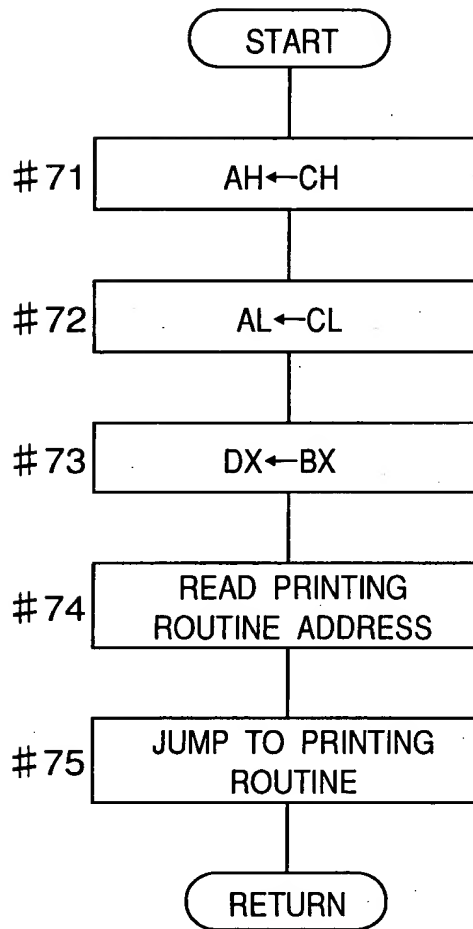 START
#71 AH←CH
#72 AL←CL
#73 DX←BX
#74 READ PRINTING
ROUTINE ADDRESS
#75 JUMP TO PRINTING
ROUTINE
RETURN